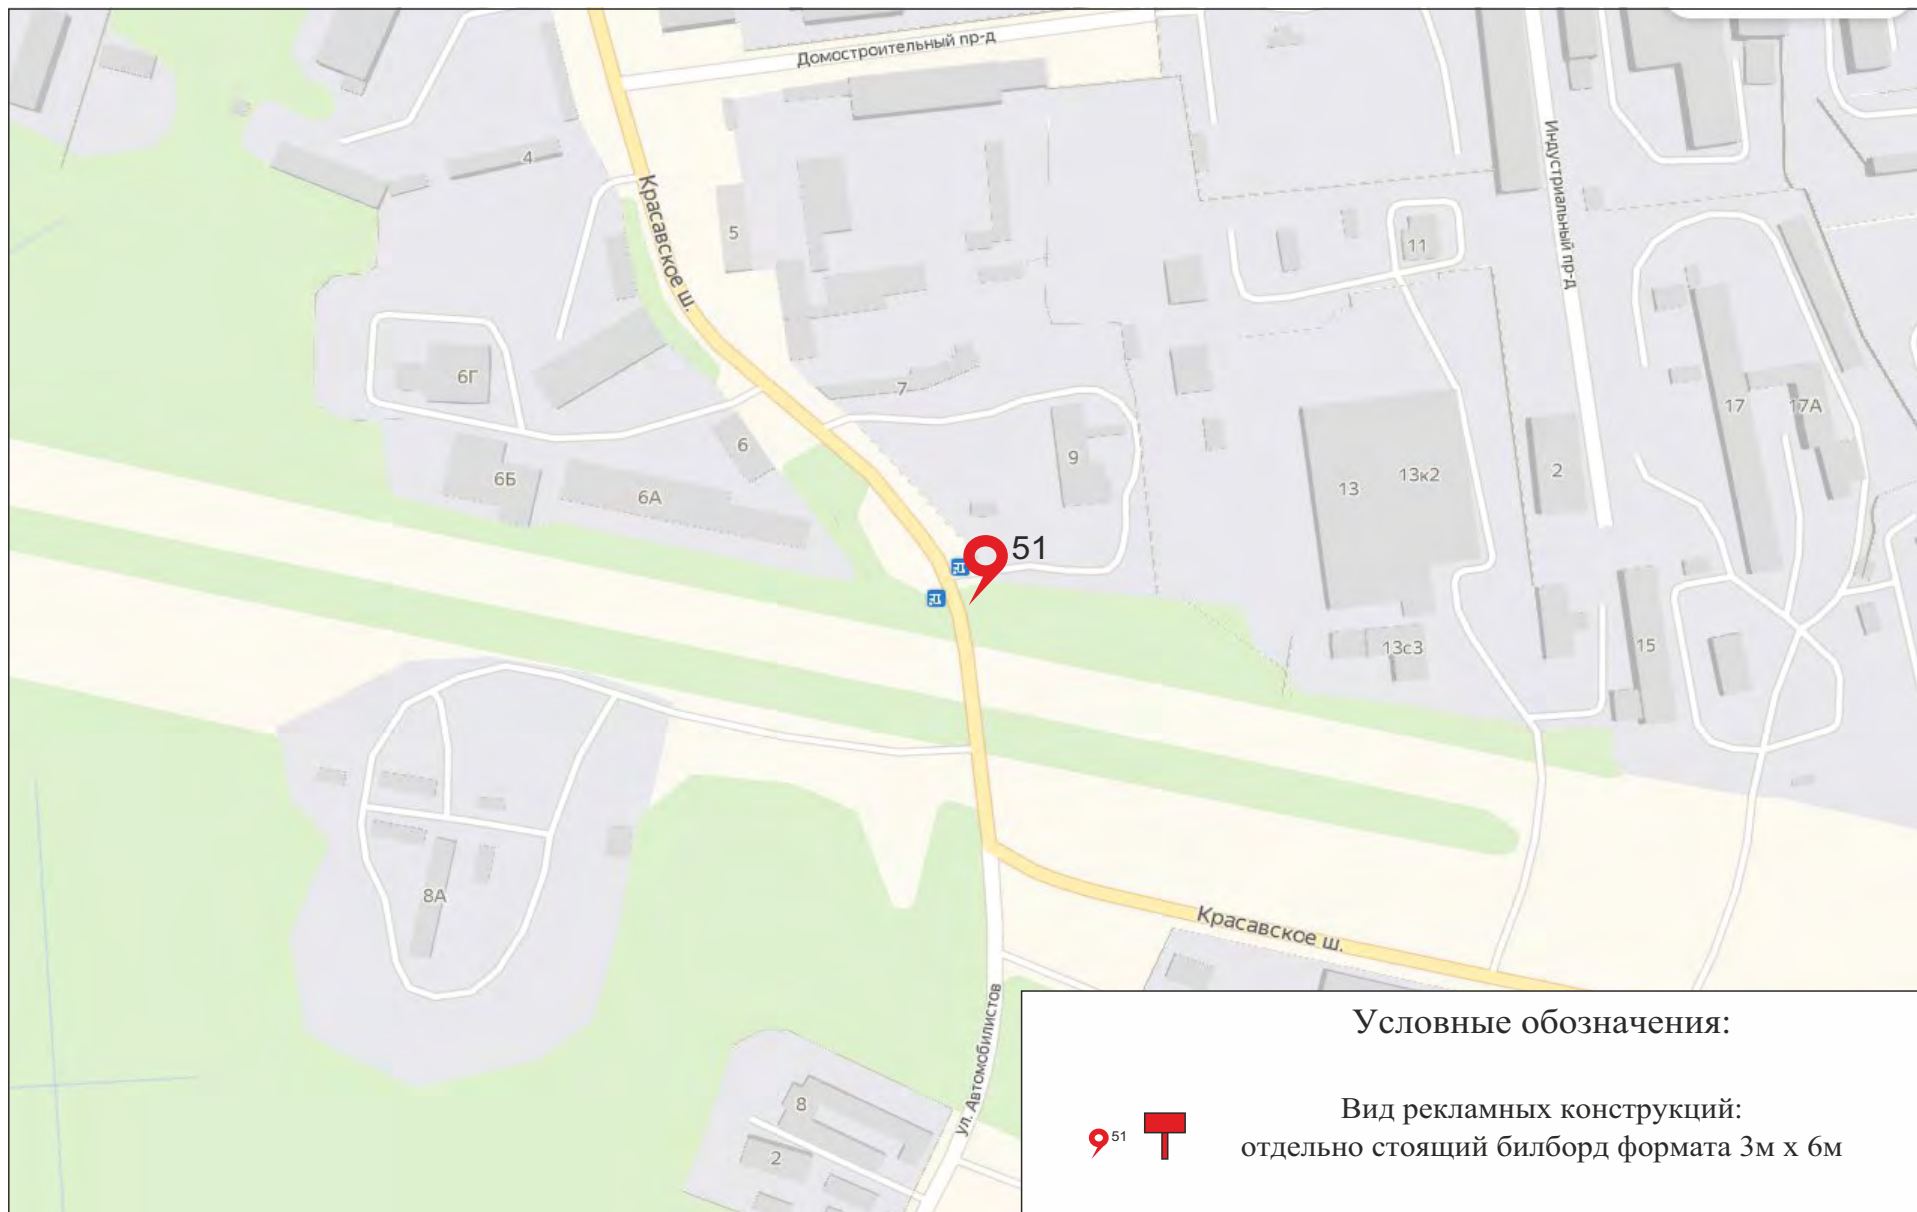 Домостроительный пр-д
4
Красавское ш.
5
Индустриальный пр-д
11
6Г
7
6
9
17
17А
6Б
6А
13
13к2
2
51
13с3
15
8А
Красавское ш.
ул. Автомобилистов
8
2
Условные обозначения:
51
Вид рекламных конструкций:
отдельно стоящий билборд формата 3м х 6м